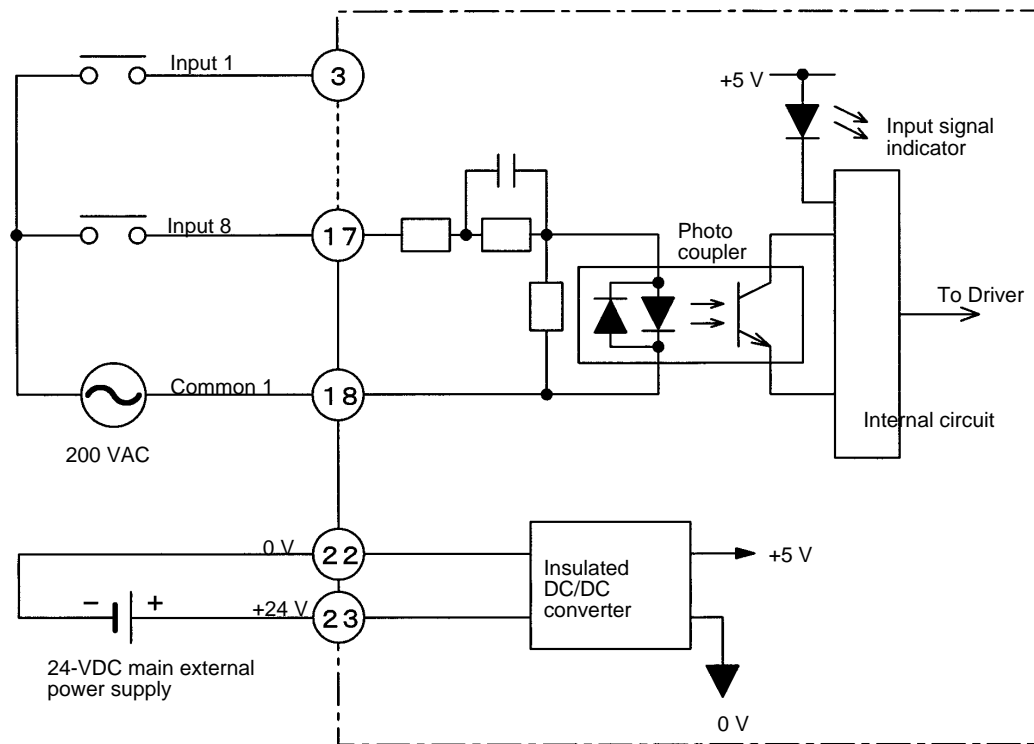 Input 1
3
+5 V
Input signal
indicator
Input 8
17
Photo
coupler
To Driver
Common 1
18
Internal circuit
200 VAC
0 V
22
+5 V
Insulated
DC/DC
converter
− +
+24 V
23
24-VDC main external
power supply
0 V